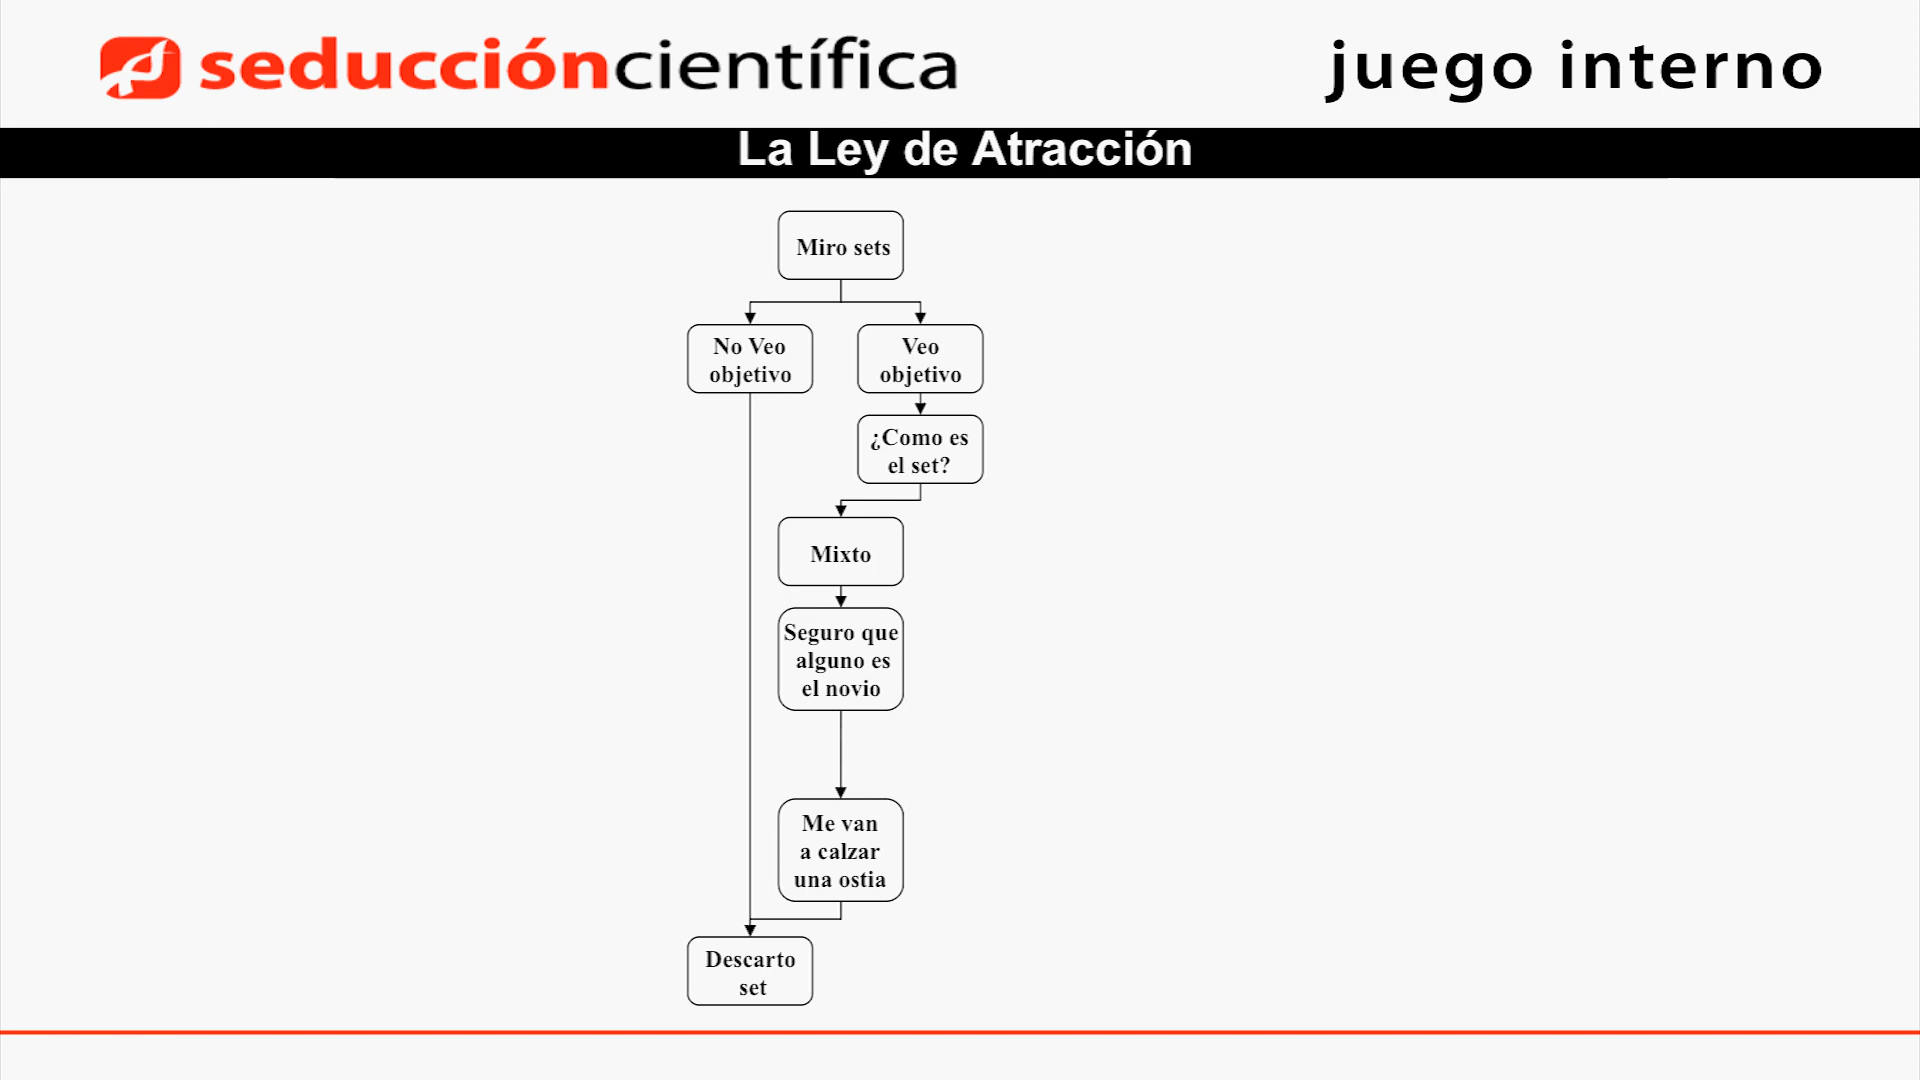 seduccióncientífica
juego interno
La Ley de Atracción
Miro sets
No Veo
objetivo
Veo
objetivo
¿Como es
el set?
Mixto
Seguro que
alguno es
el novio
Me van
a calzar
una ostia
Descarto
set